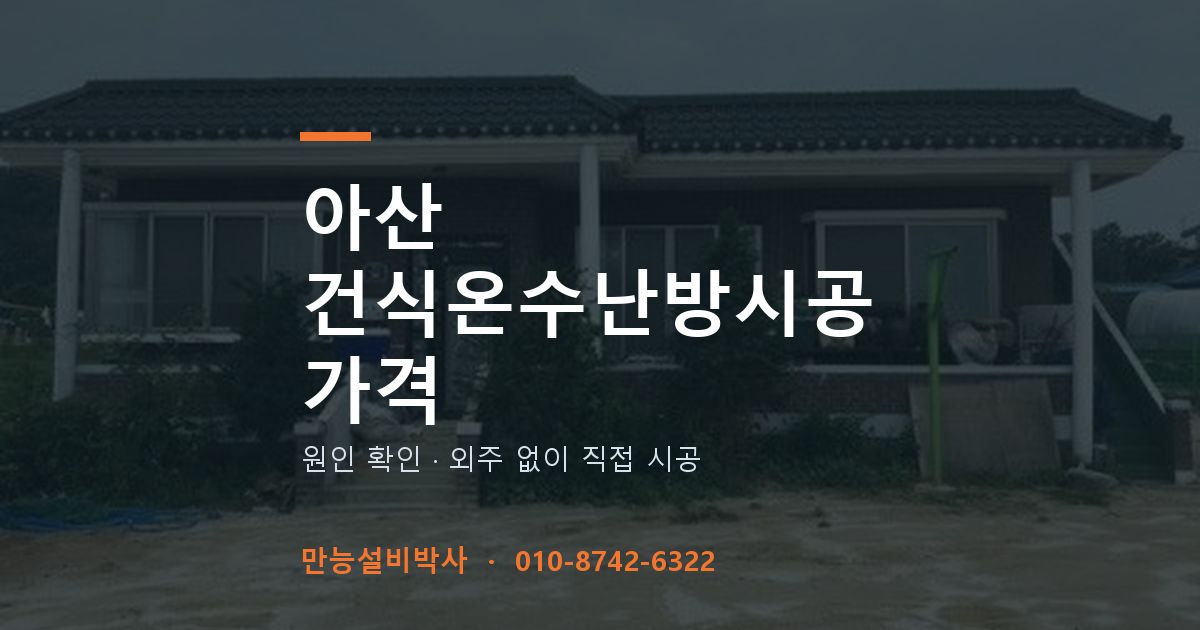 아산
건식온수난방시공
가격
원인 확인 · 외주 없이 직접 시공
만능설비박사 · 010-8742-6322